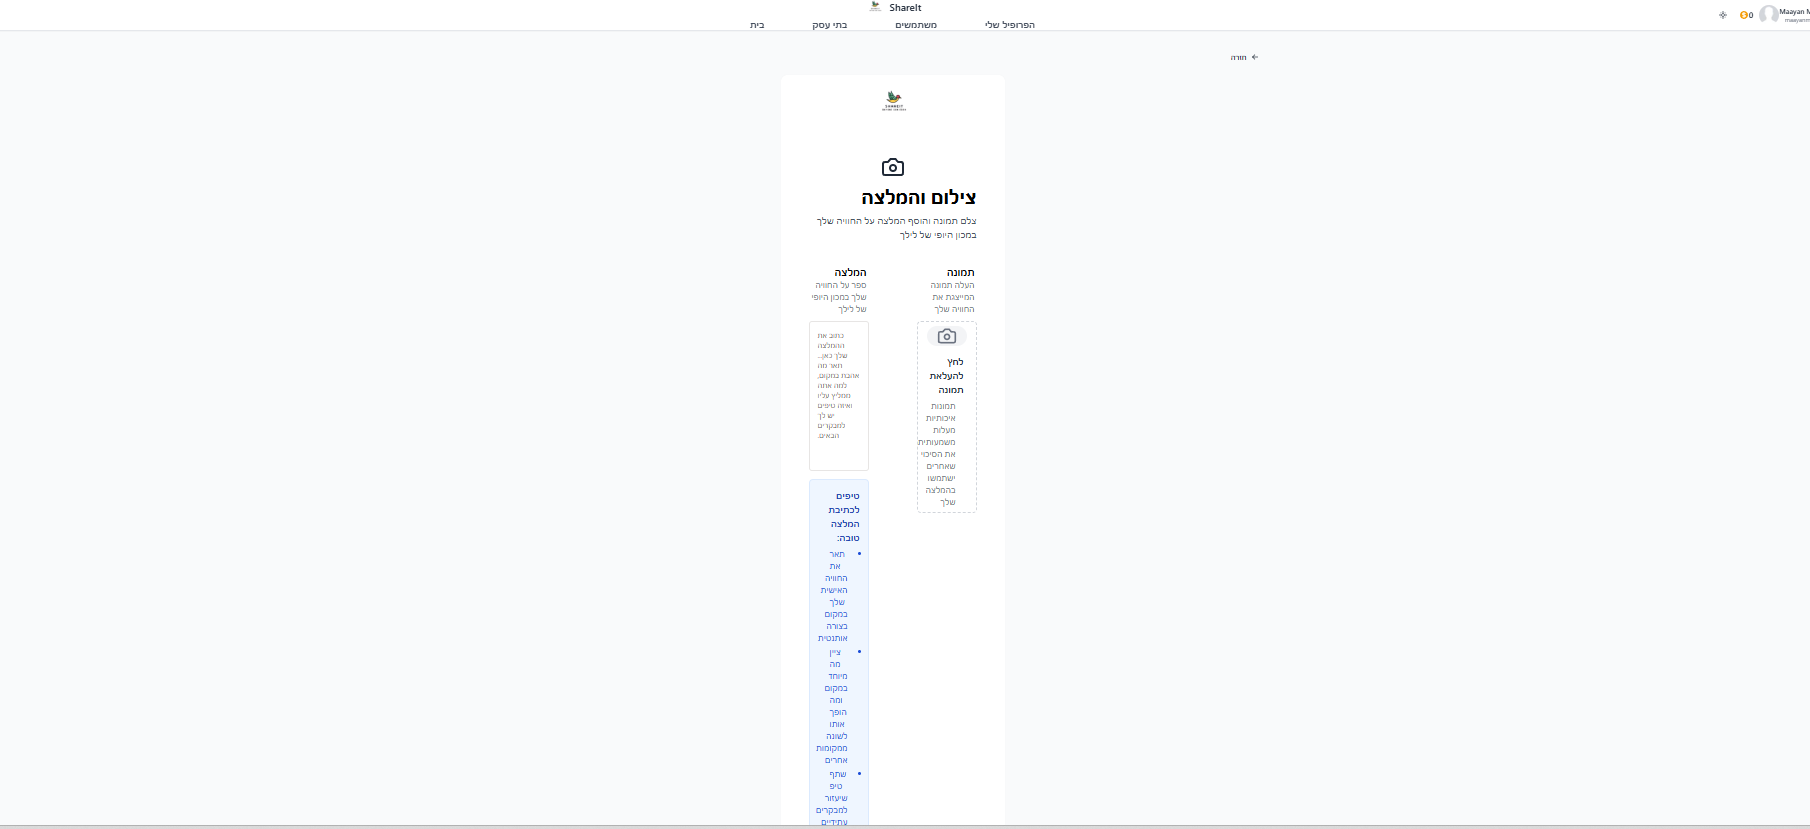 ShareIt
בית
בתי עסק
משתמשים
הפרופיל שלי
0
Maayan M
חזרה
SHAREIT
צילום והמלצה
צלם תמונה והוסף המלצה על החוויה שלך
במכון היופי של לילך
תמונה
העלה תמונה
המייצגת את
החוויה שלך
לחץ
להעלאת
תמונה
תמונות
איכותיות
מעלות
משמעותית
את הסיכוי
שאחרים
ישתמשו
בהמלצה
שלך
המלצה
ספר על החוויה
שלך במכון היופי
של לילך
כתוב את
ההמלצה
שלך כאן...
תאר מה
אהבת במקום,
למה אתה
ממליץ עליו
ואיזה טיפים
יש לך
למבקרים
הבאים.
טיפים
לכתיבת
המלצה
טובה:
• תאר
את
החוויה
האישית
שלך
במקום
בצורה
אותנטית
• ציין
מה
מיוחד
במקום
ומה
הופך
אותו
לשונה
ממקומות
אחרים
• שתף
טיפ
שיעזור
למבקרים
עתידיים